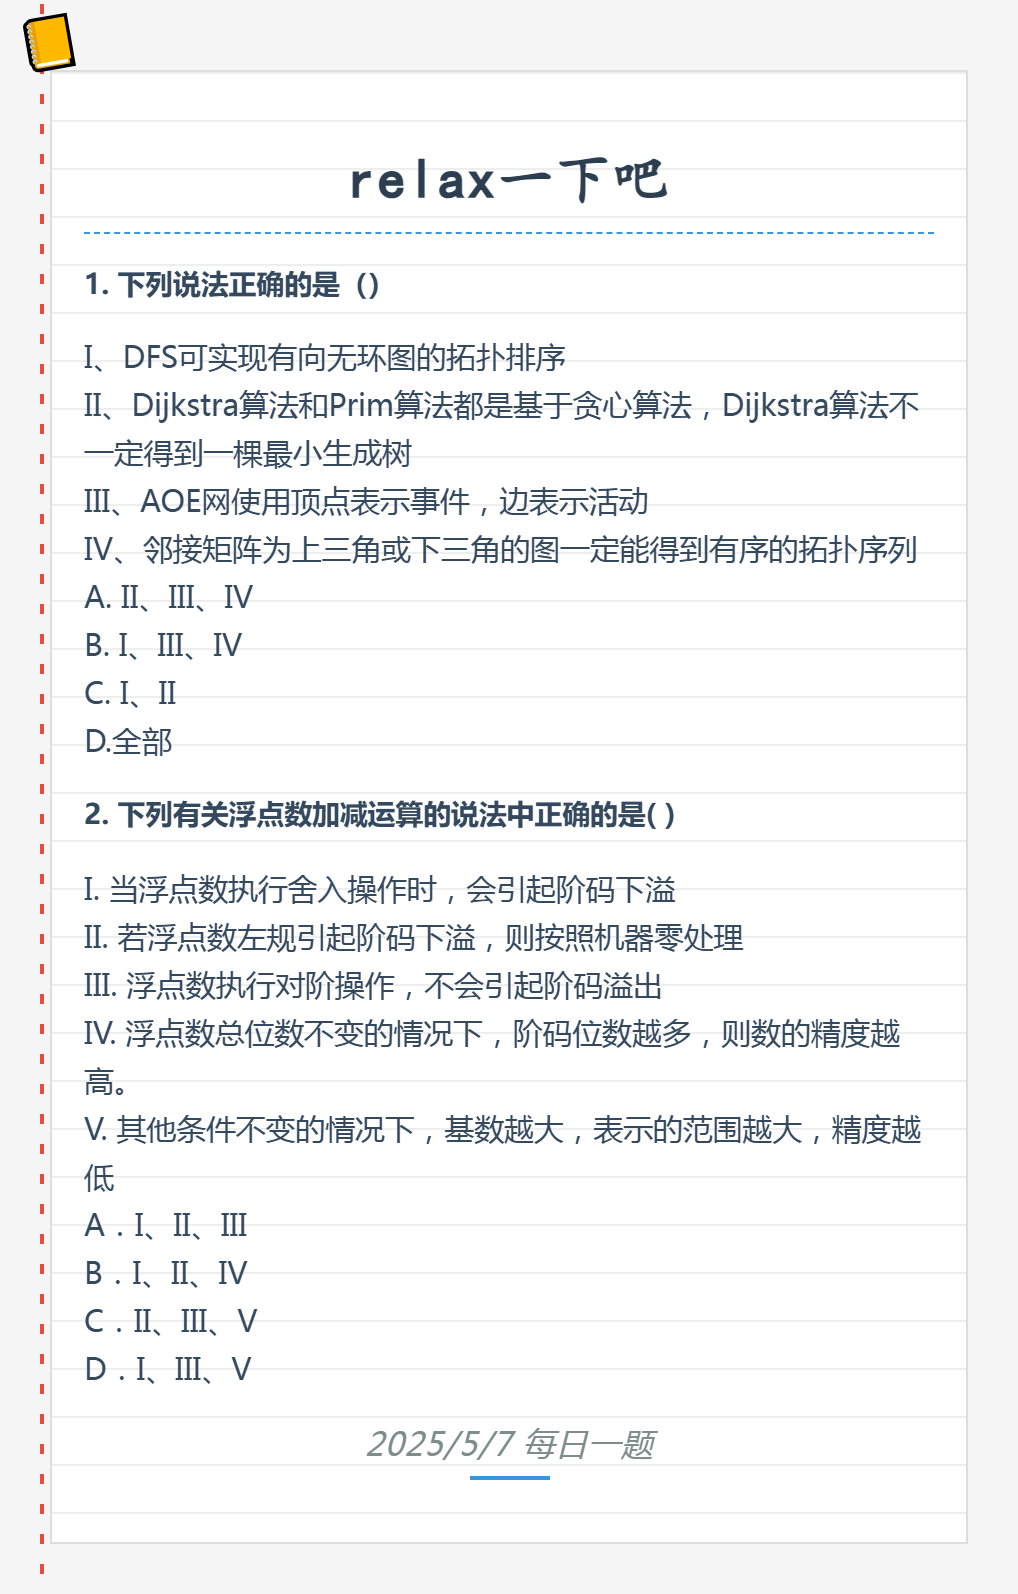 relax一下吧
1. 下列说法正确的是（）
I、DFS可实现有向无环图的拓扑排序
II、Dijkstra算法和Prim算法都是基于贪心算法，Dijkstra算法不
一定得到一棵最小生成树
III、AOE网使用顶点表示事件，边表示活动
IV、邻接矩阵为上三角或下三角的图一定能得到有序的拓扑序列
A. II、III、IV
B. I、III、IV
C. I、II
D.全部
2. 下列有关浮点数加减运算的说法中正确的是( )
I. 当浮点数执行舍入操作时，会引起阶码下溢
II. 若浮点数左规引起阶码下溢，则按照机器零处理
III. 浮点数执行对阶操作，不会引起阶码溢出
IV. 浮点数总位数不变的情况下，阶码位数越多，则数的精度越
高。
V. 其他条件不变的情况下，基数越大，表示的范围越大，精度越
低
A．I、II、III
B．I、II、IV
C．II、III、V
D．I、III、V
2025/5/7 每日一题